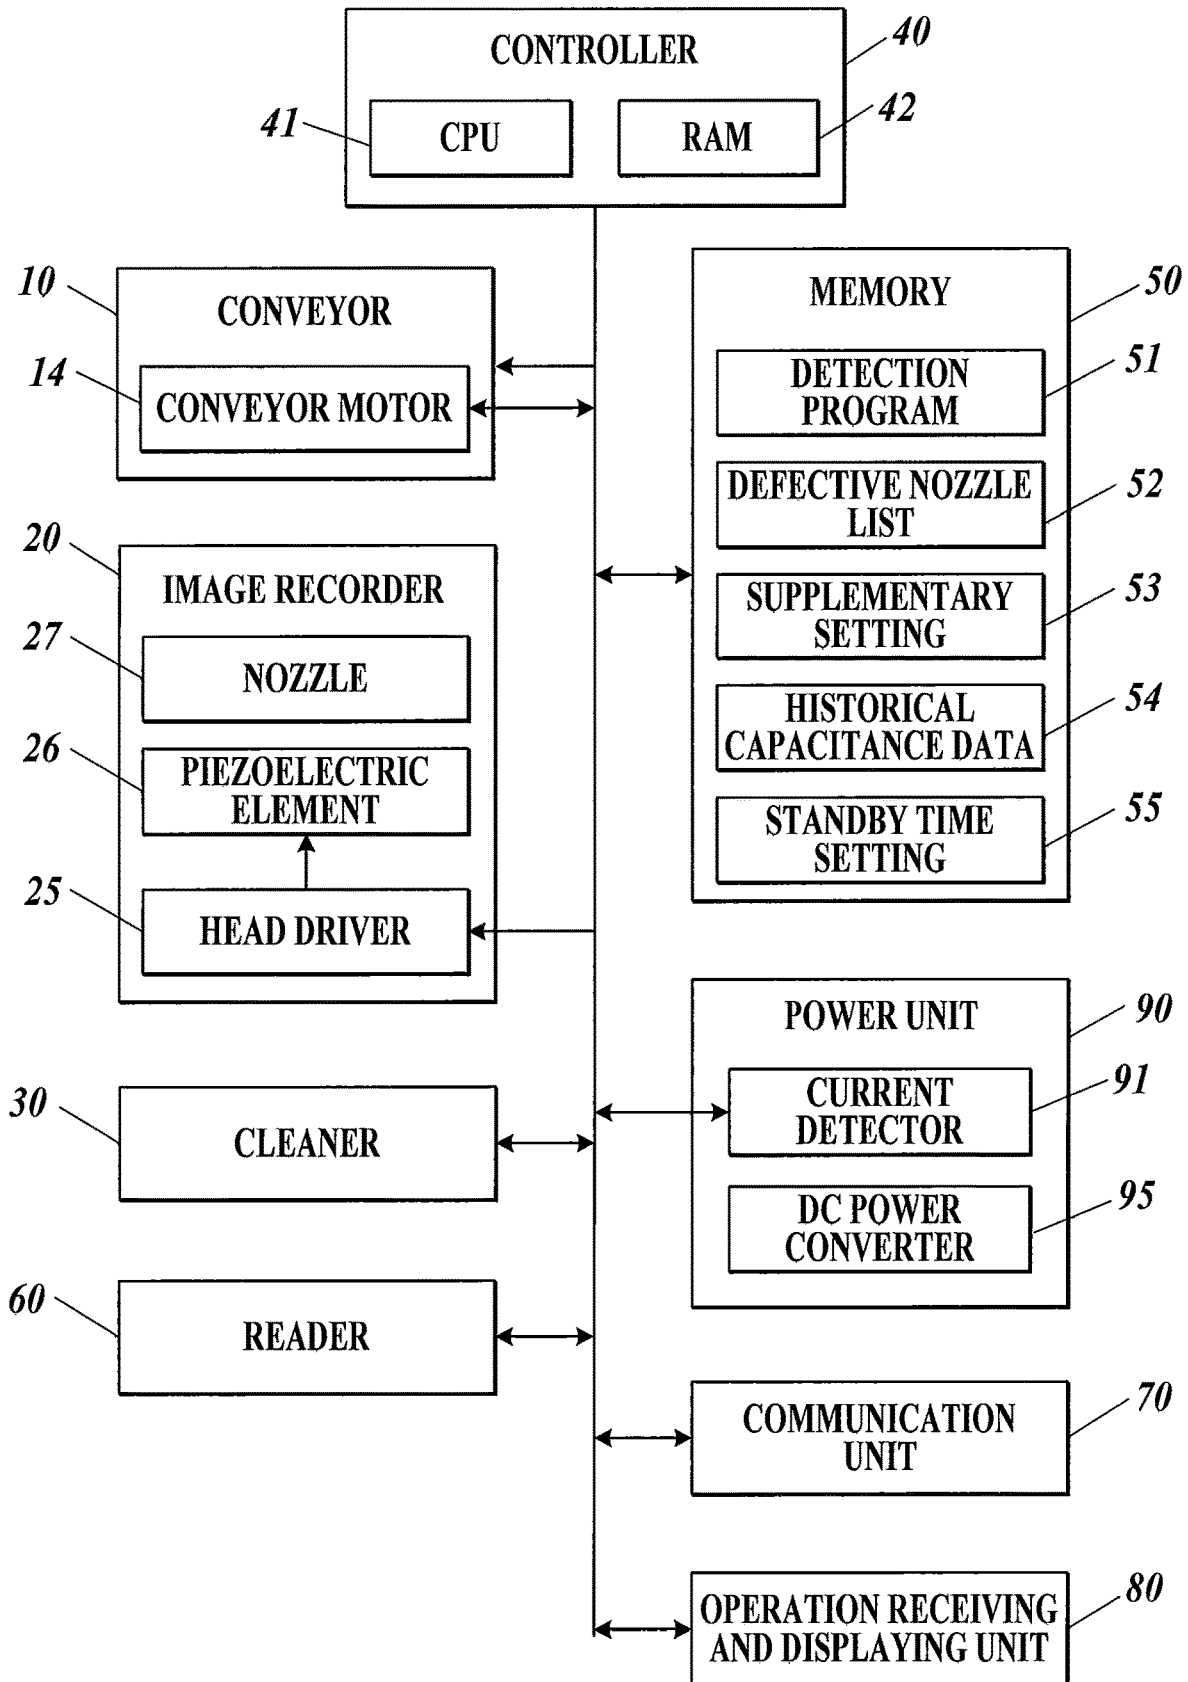 CONTROLLER
40
41
CPU
RAM
42
10
CONVEYOR
14
CONVEYOR MOTOR
MEMORY
50
DETECTION
PROGRAM
51
DEFECTIVE NOZZLE
LIST
52
SUPPLEMENTARY
SETTING
53
HISTORICAL
CAPACITANCE DATA
54
STANDBY TIME
SETTING
55
20
IMAGE RECORDER
27
NOZZLE
26
PIEZOELECTRIC
ELEMENT
25
HEAD DRIVER
POWER UNIT
90
CURRENT
DETECTOR
91
DC POWER
CONVERTER
95
30
CLEANER
60
READER
COMMUNICATION
UNIT
70
OPERATION RECEIVING
AND DISPLAYING UNIT
80